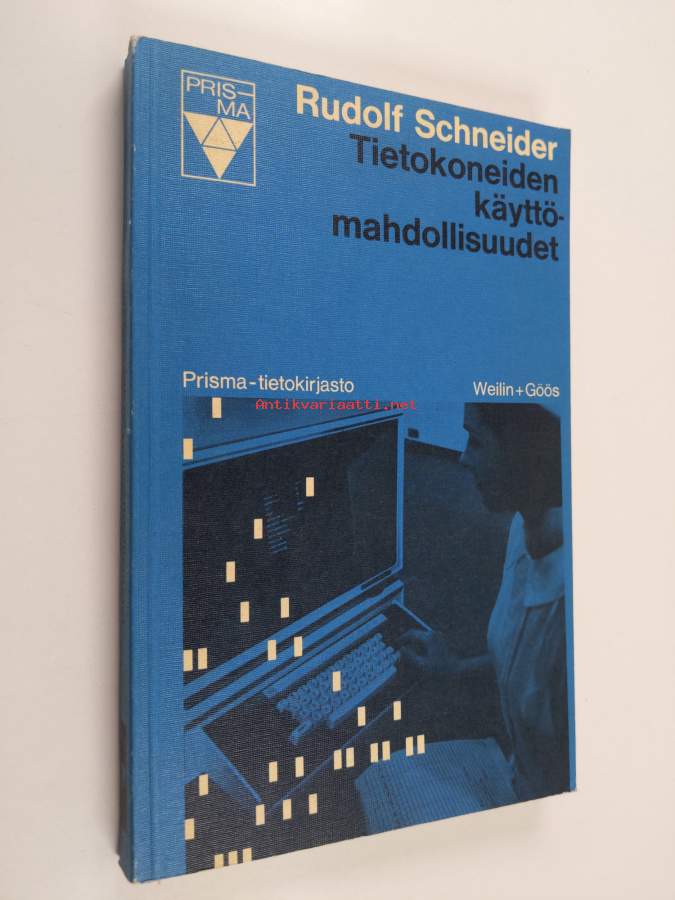 PRIS-
MA
Rudolf Schneider
Tietokoneiden
käyttö-
mahdollisuudet
Prisma-tietokirjasto
Weilin+Göös
Antikvariaatti.net